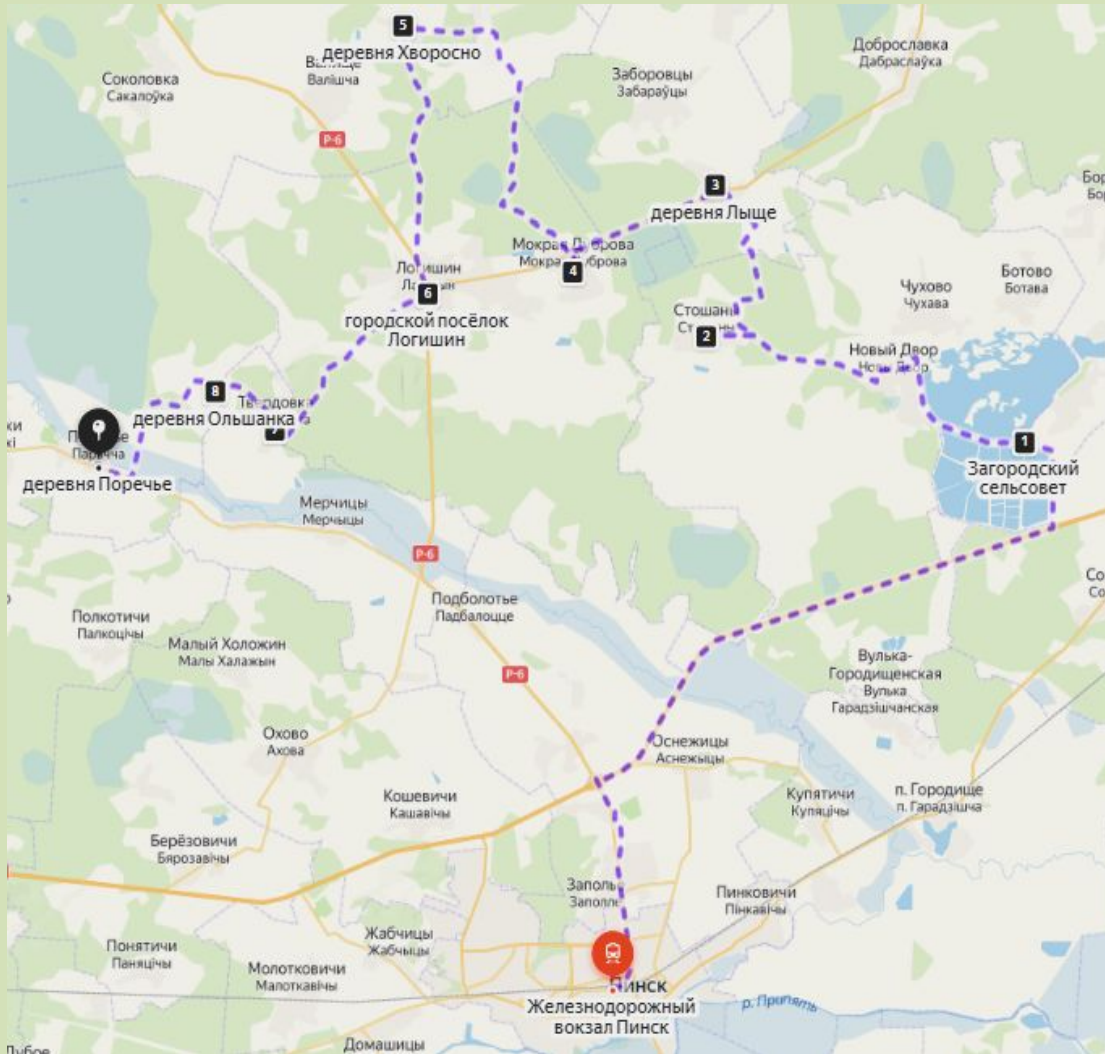 5
деревня Хворосно
Валішча
Соколовка
Сакалоўка
Заборовцы
Забараўцы
Доброславка
Дабраслаўка
Р-6
3
деревня Лыще
Бор
Мокрая Дуброва
4
Логишин
6
городской посёлок
Логишин
Чухово
Чухава
Ботово
Ботава
2
Новый Двор
Новы Двор
8
деревня Ольшанка
деревня Поречье
1
Загородский
сельсовет
Мерчицы
Мерчыцы
Р-6
Подболотье
Падбалоцце
Полкотичи
Палкоцічы
Малый Холожин
Малы Халажын
Р-6
Вулька-
Городищенская
Вулька
Гарадзішчанская
Охово
Ахова
Оснежицы
Аснежыцы
Кошевичи
Кашавічы
Купятичи
Купяцічы
п. Городище
п. Гарадзішча
Берёзовичи
Бярозавічы
Заполье
Заполле
Пинковичи
Пінкавічы
Жабчицы
Жабчыцы
Понятичи
Паняцічы
Молотковичи
Малоткавічы
Пинск
Железнодорожный
вокзал Пинск
р. Припять
Домашицы